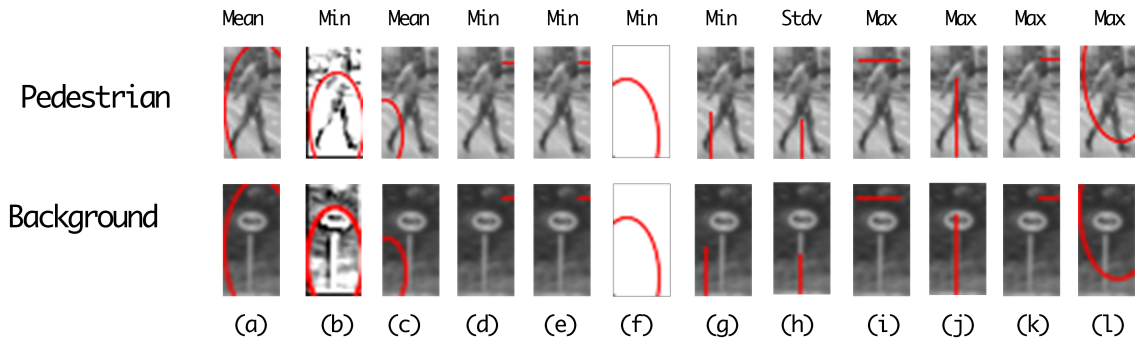 Mean Min Mean Min Min Min Min Stdv Max Max Max Max
Pedestrian
Background
(a) (b) (c) (d) (e) (f) (g) (h) (i) (j) (k) (l)